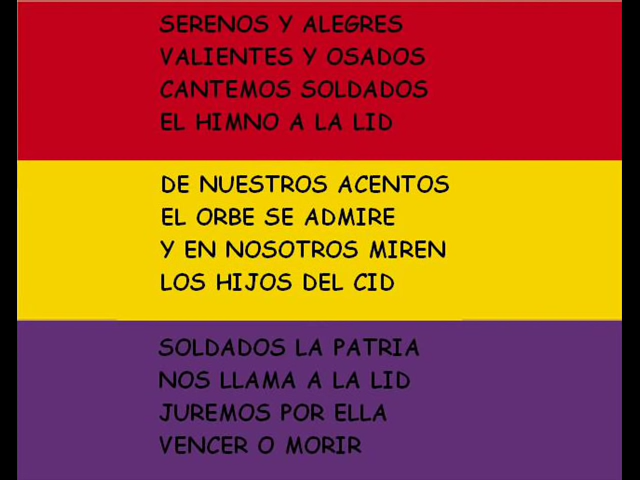 SERENOS Y ALEGRES
VALIENTES Y OSADOS
CANTEMOS SOLDADOS
EL HIMNO A LA LID
DE NUESTROS ACENTOS
EL ORBE SE ADMIRE
Y EN NOSOTROS MIREN
LOS HIJOS DEL CID
SOLDADOS LA PATRIA
NOS LLAMA A LA LID
JUREMOS POR ELLA
VENCER O MORIR